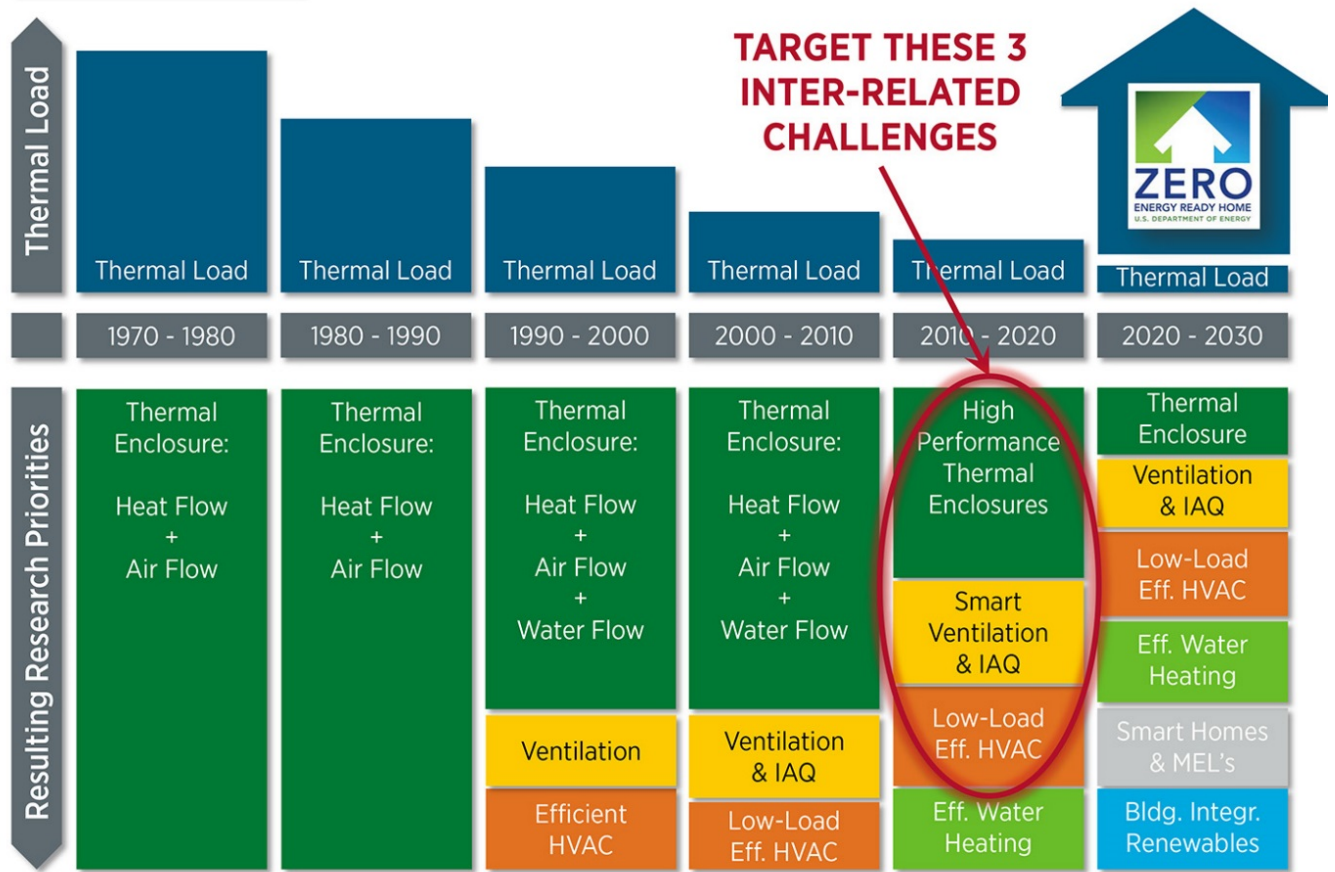 Thermal Load
TARGET THESE 3
INTER-RELATED
CHALLENGES
ZERO
ENERGY READY HOME
U.S. DEPARTMENT OF ENERGY
Thermal Load
Thermal Load
Thermal Load
Thermal Load
Thermal Load
Thermal Load
1970 - 1980
1980 - 1990
1990 - 2000
2000 - 2010
2010 - 2020
2020 - 2030
Resulting Research Priorities
Thermal
Enclosure:
Heat Flow
+
Air Flow
Thermal
Enclosure:
Heat Flow
+
Air Flow
Thermal
Enclosure:
Heat Flow
+
Air Flow
+
Water Flow
Ventilation
Efficient
HVAC
Thermal
Enclosure:
Heat Flow
+
Air Flow
+
Water Flow
Ventilation
& IAQ
Low-Load
Eff. HVAC
High
Performance
Thermal
Enclosures
Smart
Ventilation
& IAQ
Low-Load
Eff. HVAC
Eff. Water
Heating
Thermal
Enclosure
Ventilation
& IAQ
Low-Load
Eff. HVAC
Eff. Water
Heating
Smart Homes
& MEL's
Bldg. Integr.
Renewables